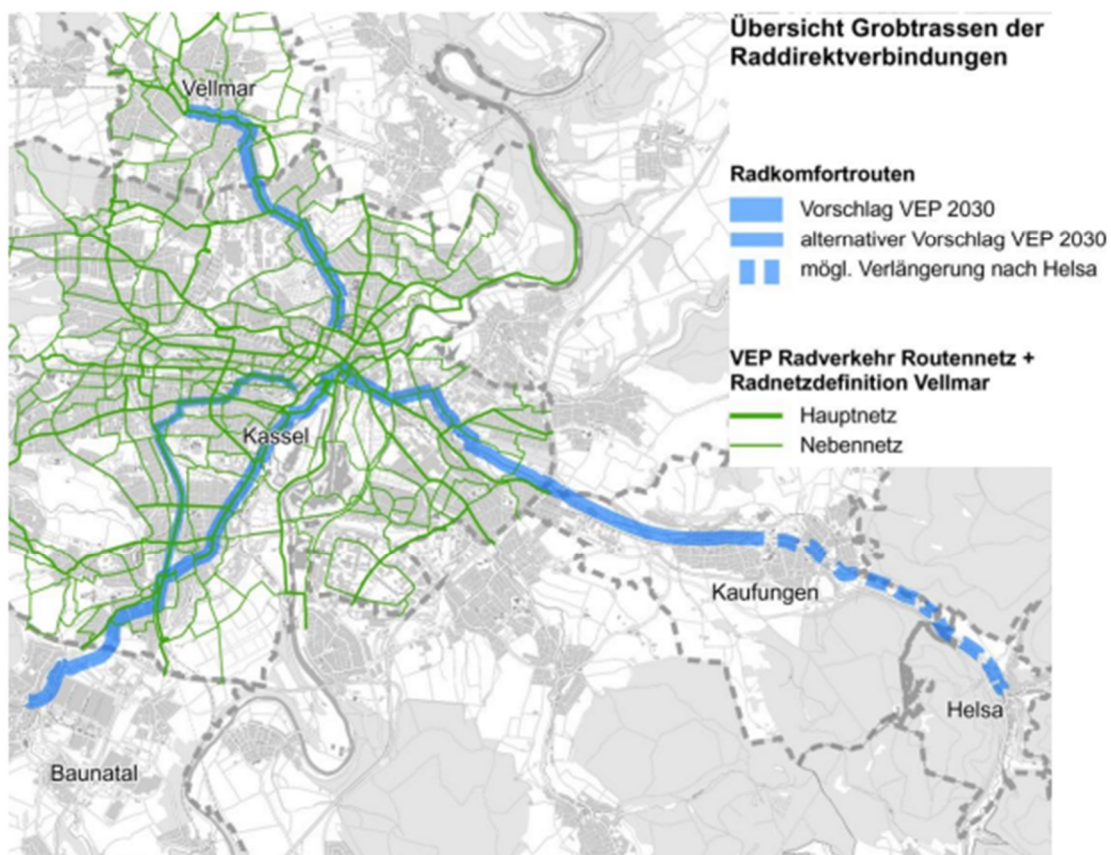 Übersicht Grobtrassen der
Raddirektverbindungen
Radkomfortrouten
Vorschlag VEP 2030
alternativer Vorschlag VEP 2030
mögl. Verlängerung nach Helsa
VEP Radverkehr Routennetz +
Radnetzdefinition Vellmar
Hauptnetz
Nebennetz
Vellmar
Kassel
Kaufungen
Helsa
Baunatal